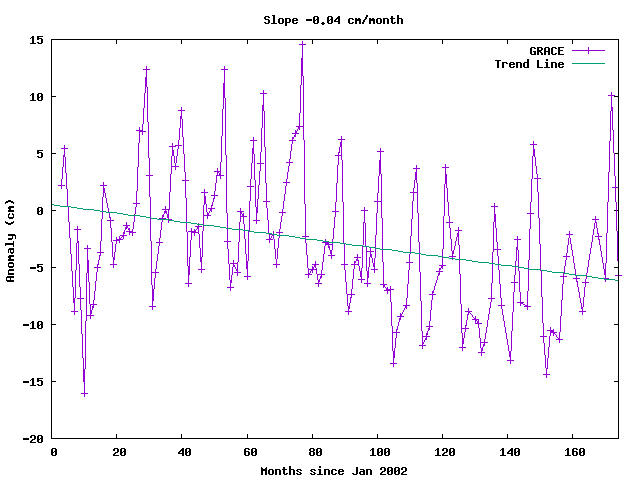 Slope -0.04 cm/month
GRACE
Trend Line
Anomaly (cm)
15
10
5
0
-5
-10
-15
-20
0 20 40 60 80 100 120 140 160
Months since Jan 2002